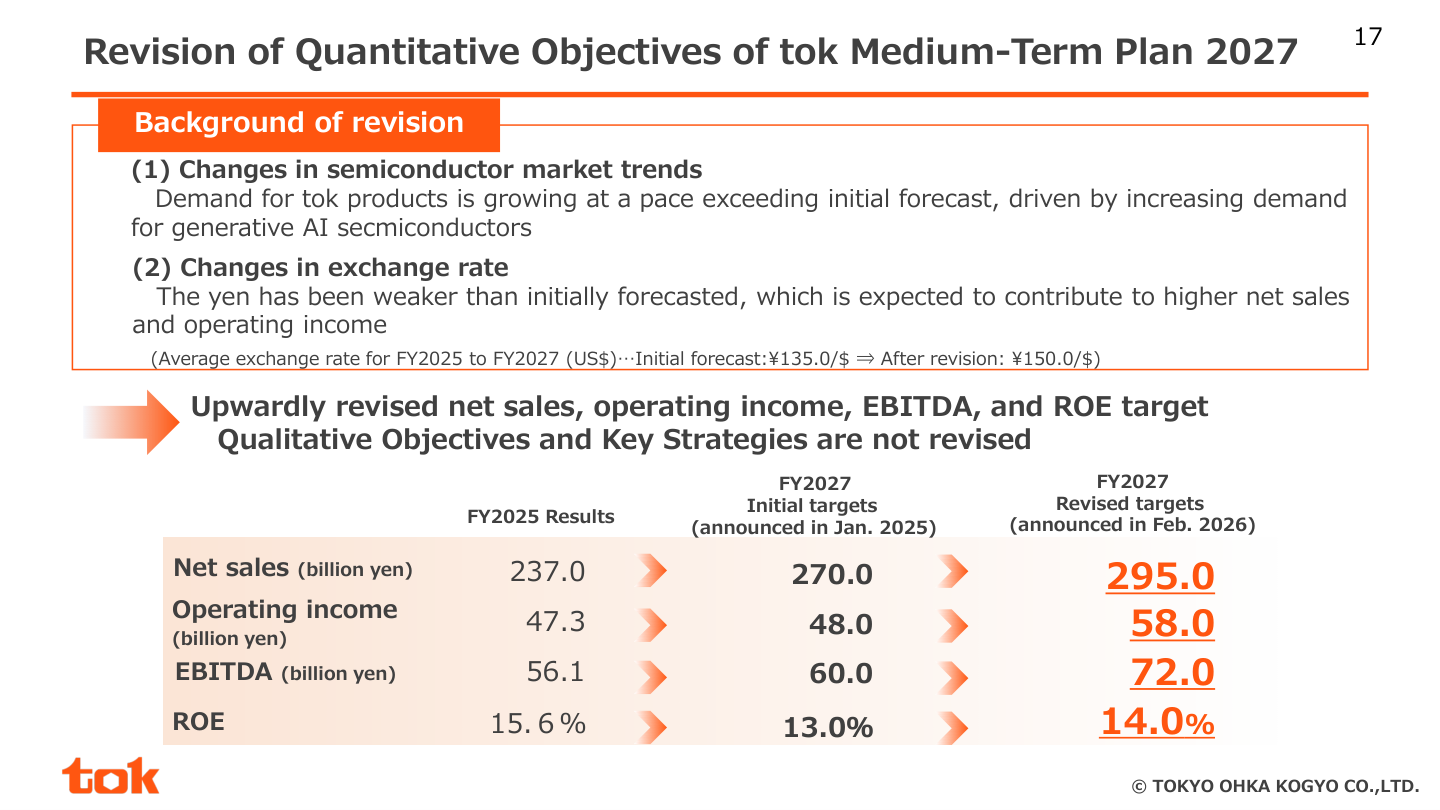 Revision of Quantitative Objectives of tok Medium-Term Plan 2027
17
Background of revision
(1) Changes in semiconductor market trends
Demand for tok products is growing at a pace exceeding initial forecast, driven by increasing demand
for generative AI secmiconductors
(2) Changes in exchange rate
The yen has been weaker than initially forecasted, which is expected to contribute to higher net sales
and operating income
(Average exchange rate for FY2025 to FY2027 (US$)…Initial forecast:¥135.0/$ ⇒ After revision: ¥150.0/$)
Upwardly revised net sales, operating income, EBITDA, and ROE target
Qualitative Objectives and Key Strategies are not revised
FY2025 Results
FY2027
Initial targets
(announced in Jan. 2025)
FY2027
Revised targets
(announced in Feb. 2026)
Net sales (billion yen) 237.0 270.0 295.0
Operating income
(billion yen) 47.3 48.0 58.0
EBITDA (billion yen) 56.1 60.0 72.0
ROE 15.6% 13.0% 14.0%
tok
© TOKYO OHKA KOGYO CO.,LTD.